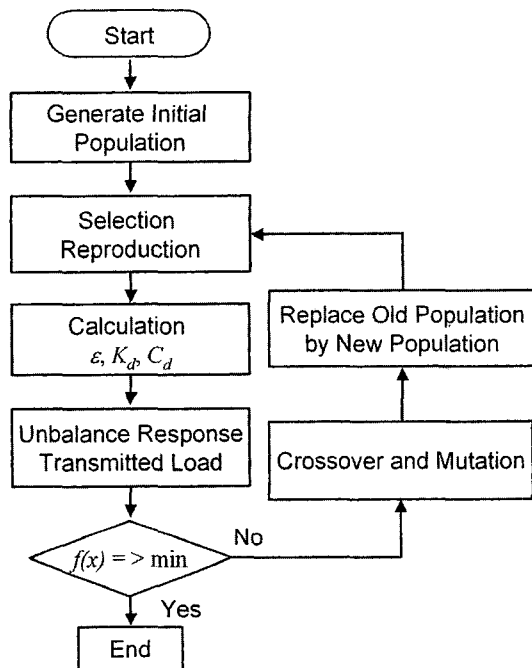 Start
Generate Initial
Population
Selection
Reproduction
Calculation
ε, K_d, C_d
Unbalance Response
Transmitted Load
f(x) = > min
No
Yes
End
Replace Old Population
by New Population
Crossover and Mutation